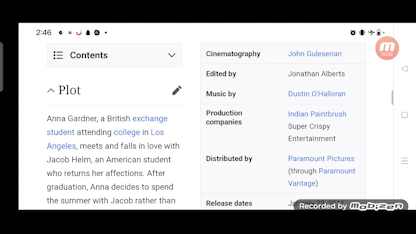 2:46
Contents
Plot
Anna Gardner, a British exchange
student attending college in Los
Angeles, meets and falls in love with
Jacob Helm, an American student
who returns her affections. After
graduation, Anna decides to spend
the summer with Jacob rather than
Cinematography John Guleserian
Edited by Jonathan Alberts
Music by Dustin O'Halloran
Production Indian Paintbrush
companies Super Crispy
Entertainment
Distributed by Paramount Pictures
(through Paramount
Vantage)
Release dates
Recorded by Mobizen